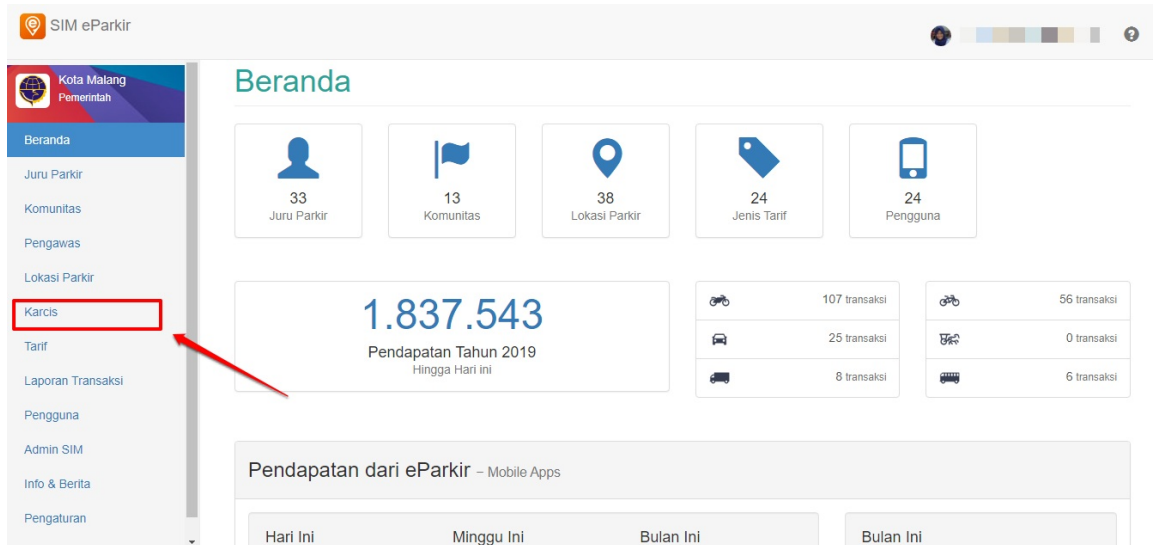 SIM eParkir
Kota Malang
Pemerintah
Beranda
Juru Parkir
Komunitas
Pengawas
Lokasi Parkir
Karcis
Tarif
Laporan Transaksi
Pengguna
Admin SIM
Info & Berita
Pengaturan
Beranda
33
Juru Parkir
13
Komunitas
38
Lokasi Parkir
24
Jenis Tarif
24
Pengguna
1.837.543
Pendapatan Tahun 2019
Hingga Hari ini
107 transaksi
25 transaksi
8 transaksi
56 transaksi
0 transaksi
6 transaksi
Pendapatan dari eParkir – Mobile Apps
Hari Ini Minggu Ini Bulan Ini Bulan Ini